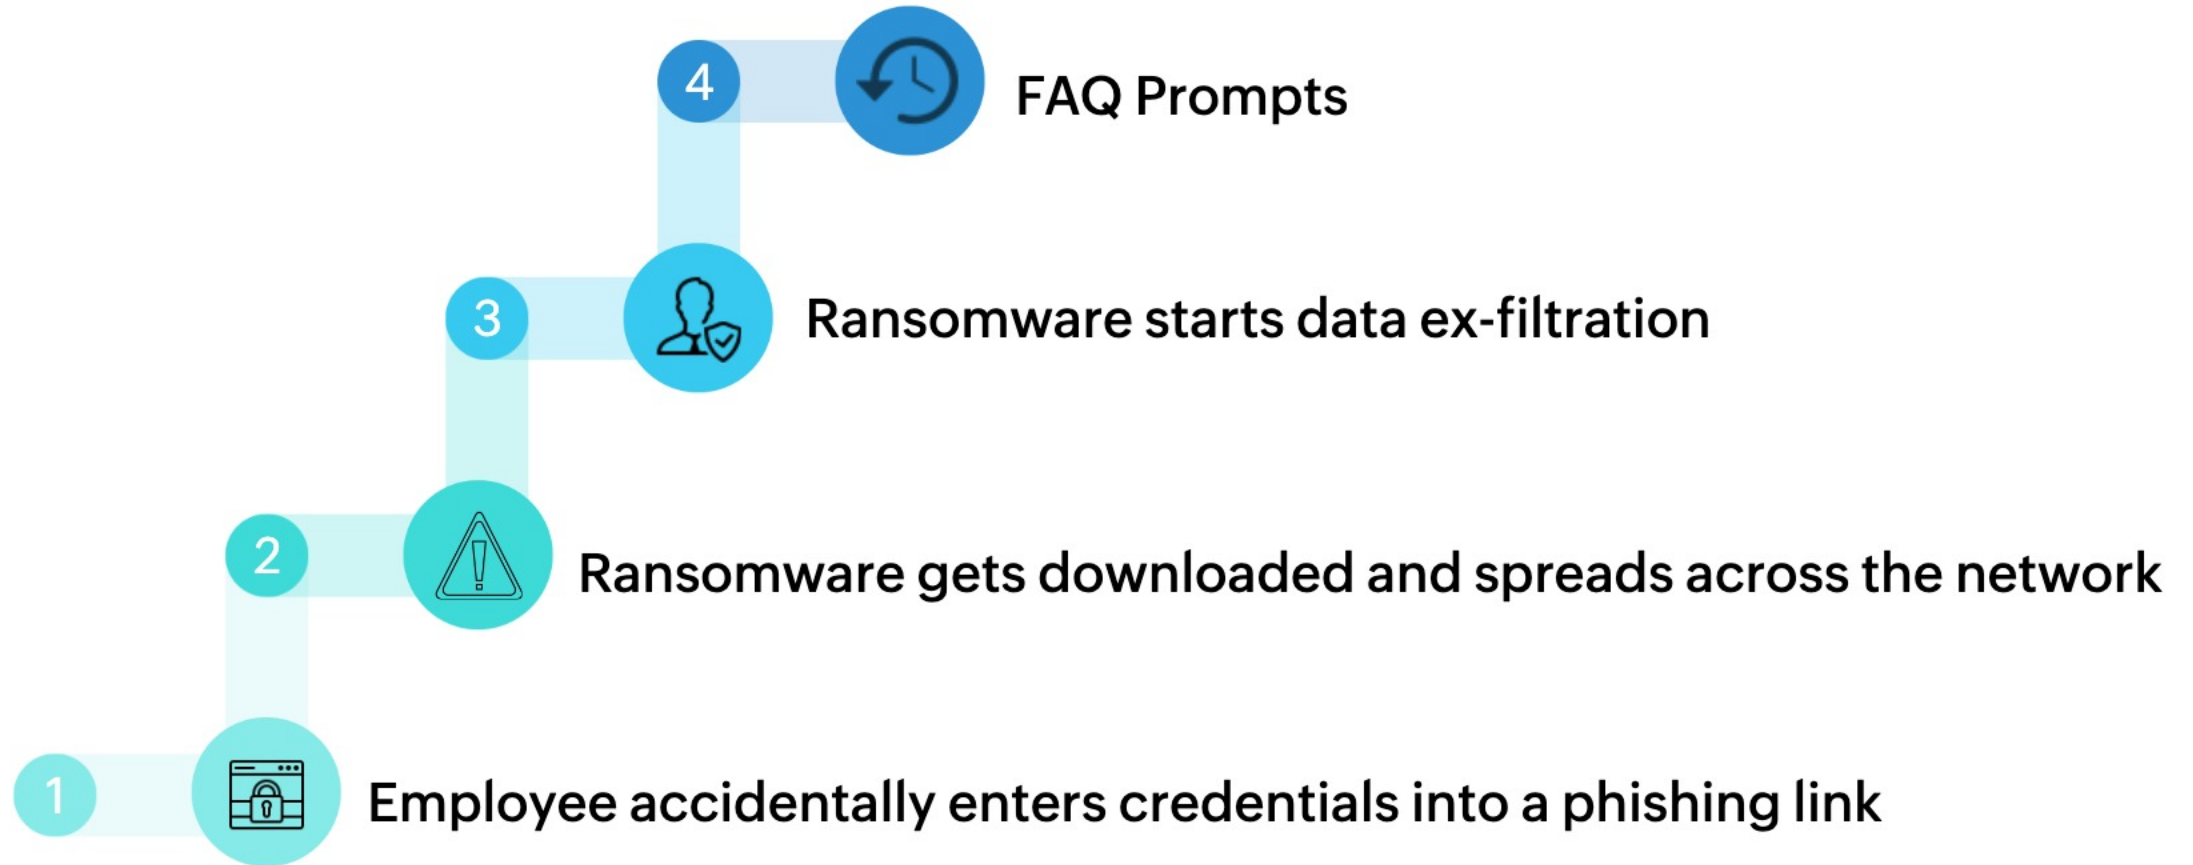 4
FAQ Prompts
3
Ransomware starts data ex-filtration
2
Ransomware gets downloaded and spreads across the network
1
Employee accidentally enters credentials into a phishing link